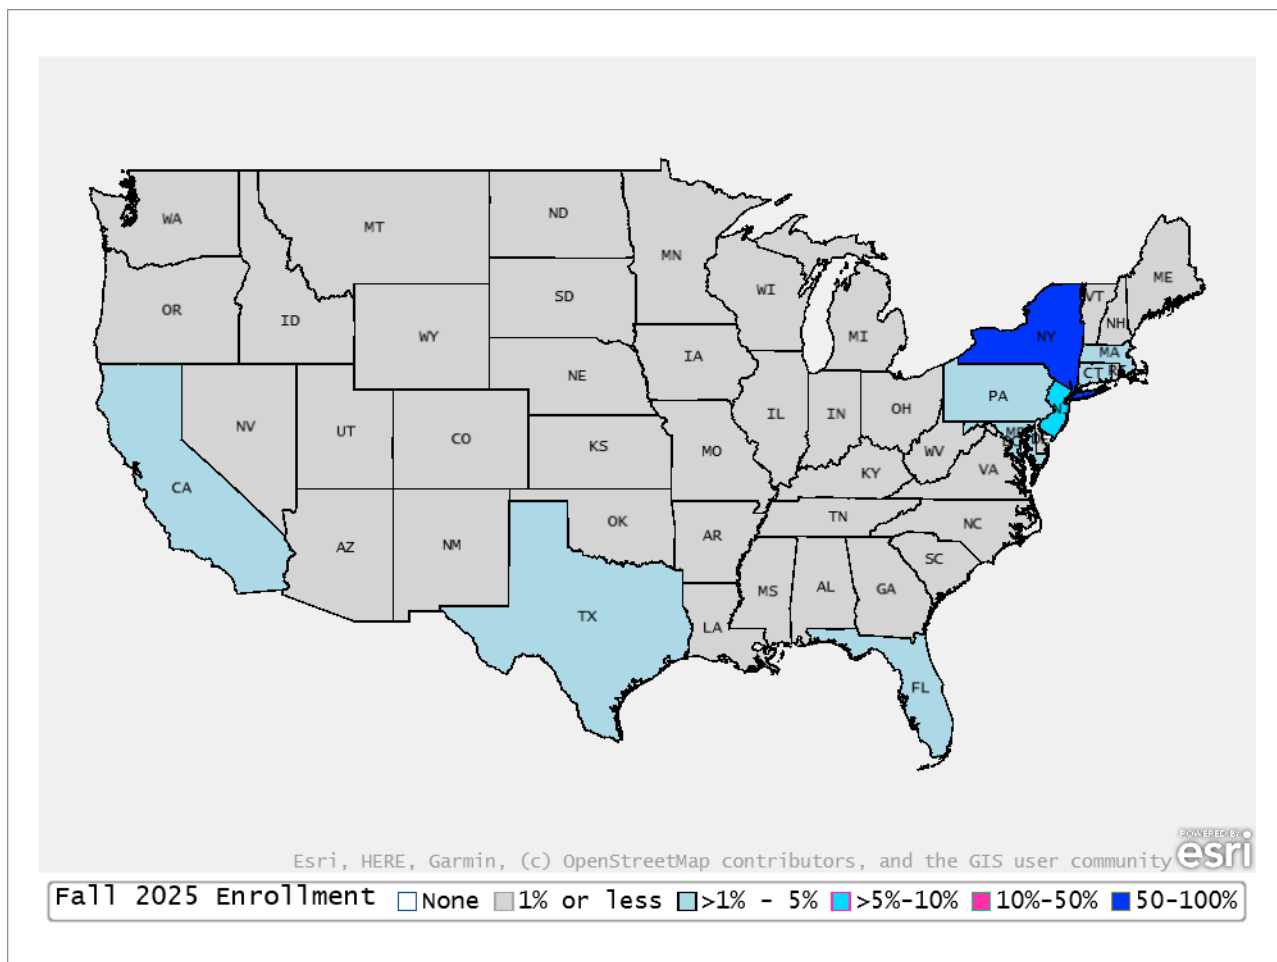 WA
MT
ND
MN
ME
VT
NH
OR
ID
SD
WI
MI
NY
WY
IA
MA
CT
NE
PA
NV
UT
CO
KS
MO
IL
IN
OH
WV
KY
VA
DE
CA
AZ
NM
OK
AR
TN
NC
SC
MS
AL
GA
TX
LA
FL
Esri, HERE, Garmin, (c) OpenStreetMap contributors, and the GIS user community
POWERED BY
esri
Fall 2025 Enrollment None 1% or less >1% - 5% >5%-10% 10%-50% 50-100%